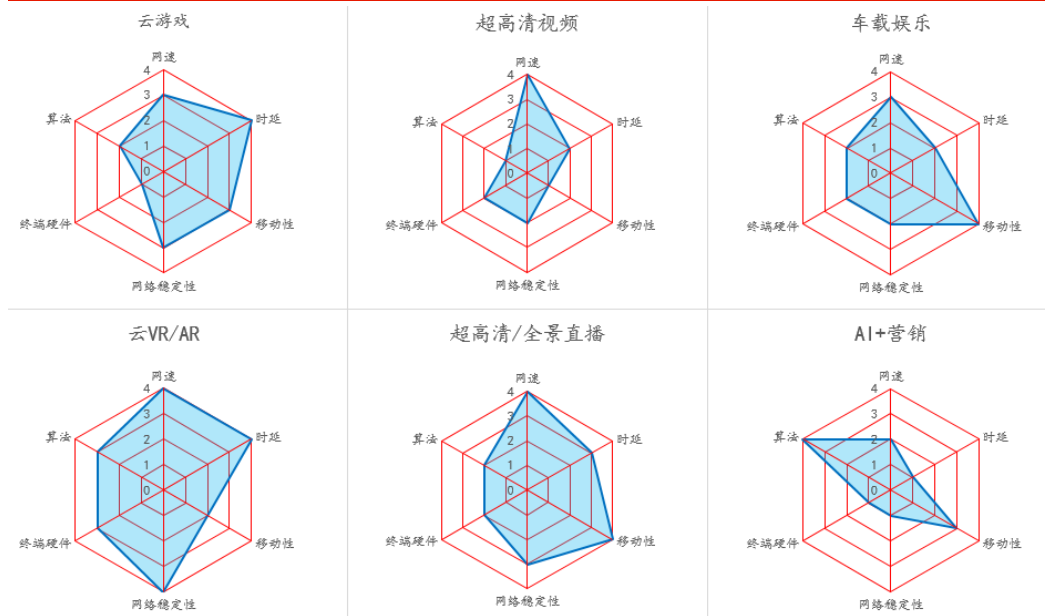 云游戏
网速
4
3
2
1
0
时延
移动性
网络稳定性
终端硬件
算法
超高清视频
网速
4
3
2
1
0
时延
移动性
网络稳定性
终端硬件
算法
车载娱乐
网速
4
3
2
1
0
时延
移动性
网络稳定性
终端硬件
算法
云VR/AR
网速
4
3
2
1
0
时延
移动性
网络稳定性
终端硬件
算法
超高清/全景直播
网速
4
3
2
1
0
时延
移动性
网络稳定性
终端硬件
算法
AI+营销
网速
4
3
2
1
0
时延
移动性
网络稳定性
终端硬件
算法